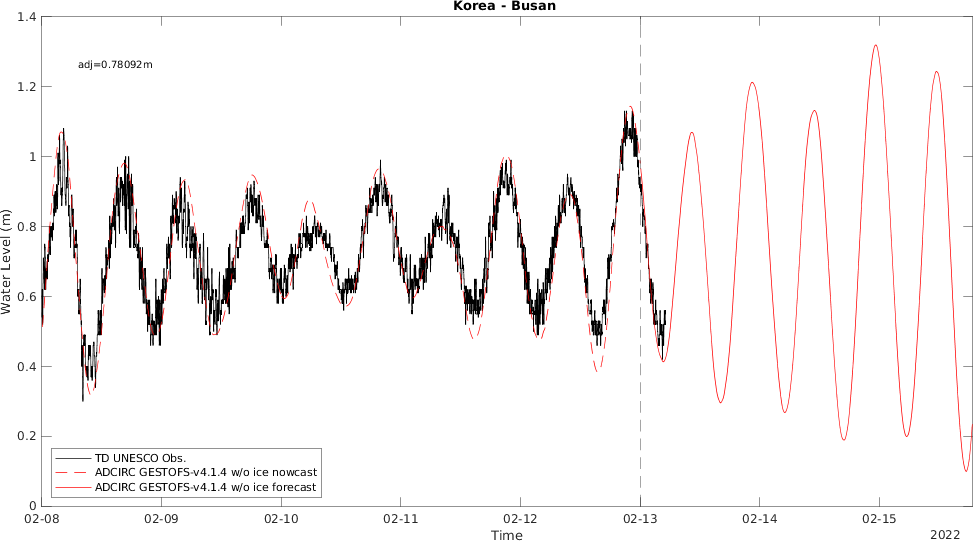 Korea - Busan
adj=0.78092m
1.4
1.2
1
0.8
0.6
0.4
0.2
0
Water Level (m)
TD UNESCO Obs.
ADCIRC GESTOFS-v4.1.4 w/o ice nowcast
ADCIRC GESTOFS-v4.1.4 w/o ice forecast
02-08 02-09 02-10 02-11 02-12 02-13 02-14 02-15
Time
2022